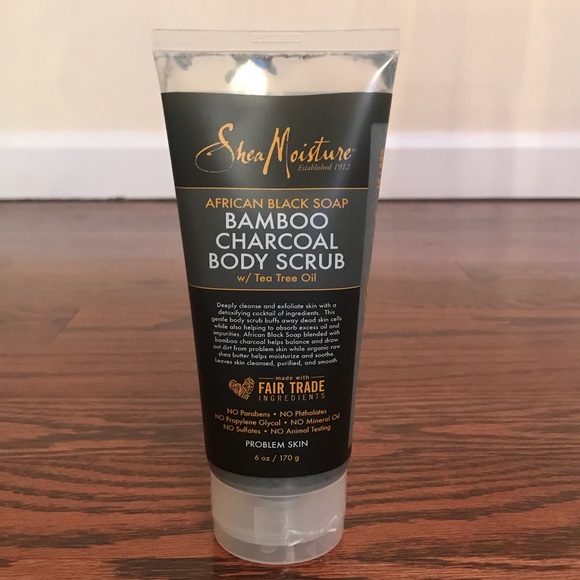 SheaMoisture
Established 1912
AFRICAN BLACK SOAP
BAMBOO
CHARCOAL
BODY SCRUB
w/ Tea Tree Oil
Deeply cleanse and exfoliate skin with a
detoxifying cocktail of ingredients. This
gentle body scrub buffs away dead skin cells
while also helping to absorb excess oil and
impurities. African Black Soap blended with
bamboo charcoal helps balance and draw
out dirt from problem skin while organic raw
shea butter helps moisturize and soothe.
Leaves skin cleansed, purified, and smooth.
made with
FAIR TRADE
INGREDIENTS
NO Parabens • NO Phthalates
NO Propylene Glycol • NO Mineral Oil
NO Sulfates • NO Animal Testing
PROBLEM SKIN
6 oz / 170 g